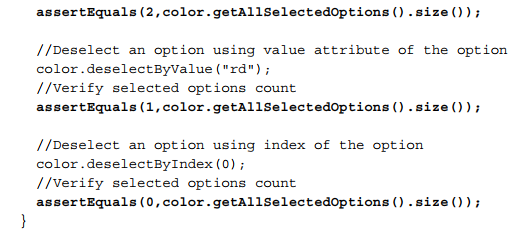 assertEquals(2,color.getAllSelectedOptions().size());
//Deselect an option using value attribute of the option
color.deselectByValue("rd");
//Verify selected options count
assertEquals(1,color.getAllSelectedOptions().size());
//Deselect an option using index of the option
color.deselectByIndex(0);
//Verify selected options count
assertEquals(0,color.getAllSelectedOptions().size());
}